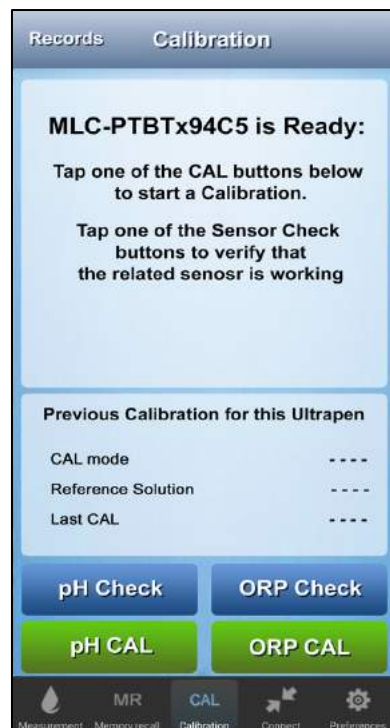 Records Calibration
MLC-PTBTx94C5 is Ready:
Tap one of the CAL buttons below
to start a Calibration.
Tap one of the Sensor Check
buttons to verify that
the related senosr is working
Previous Calibration for this Ultrapen
CAL mode ----
Reference Solution ----
Last CAL ----
pH Check ORP Check
pH CAL ORP CAL
MR CAL
Measurement Memory recall Calibration Connect Preferences